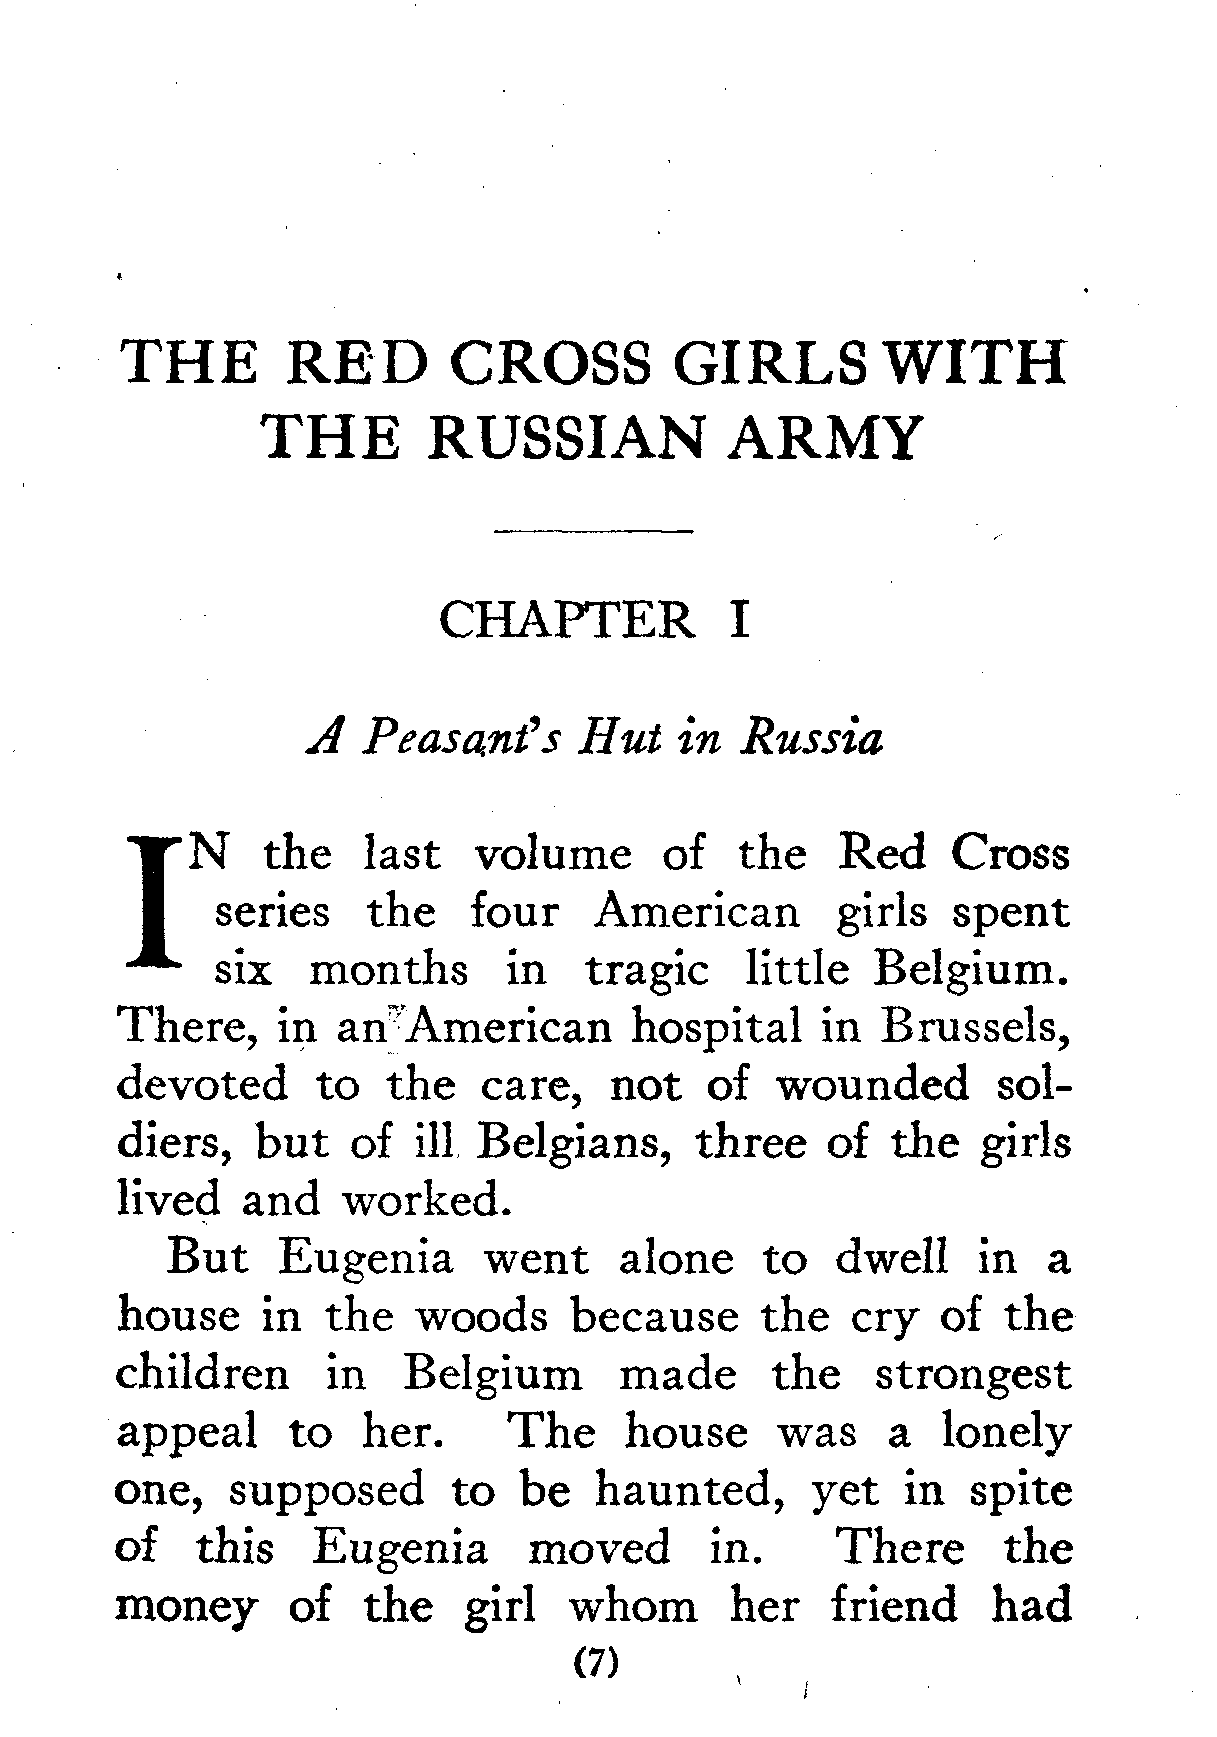 THE RED CROSS GIRLS WITH
THE RUSSIAN ARMY
CHAPTER I
A Peasant's Hut in Russia
IN the last volume of the Red Cross
series the four American girls spent
six months in tragic little Belgium.
There, in an American hospital in Brussels,
devoted to the care, not of wounded sol-
diers, but of ill Belgians, three of the girls
lived and worked.
But Eugenia went alone to dwell in a
house in the woods because the cry of the
children in Belgium made the strongest
appeal to her. The house was a lonely
one, supposed to be haunted, yet in spite
of this Eugenia moved in. There the
money of the girl whom her friend had
(7)